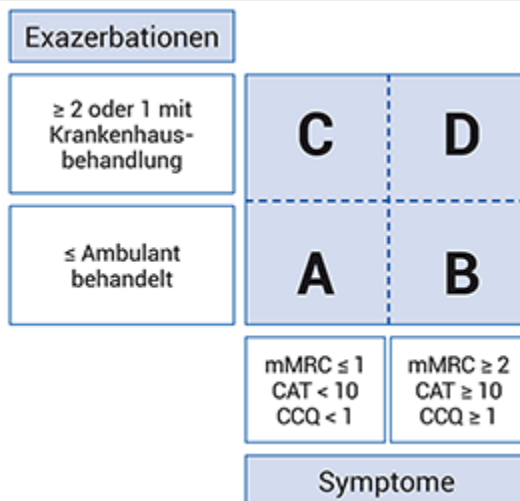 Exazerbationen
≥ 2 oder 1 mit
Krankenhaus-
behandlung
C D
≤ Ambulant
behandelt
A B
mMRC ≤ 1
CAT < 10
CCQ < 1
mMRC ≥ 2
CAT ≥ 10
CCQ ≥ 1
Symptome